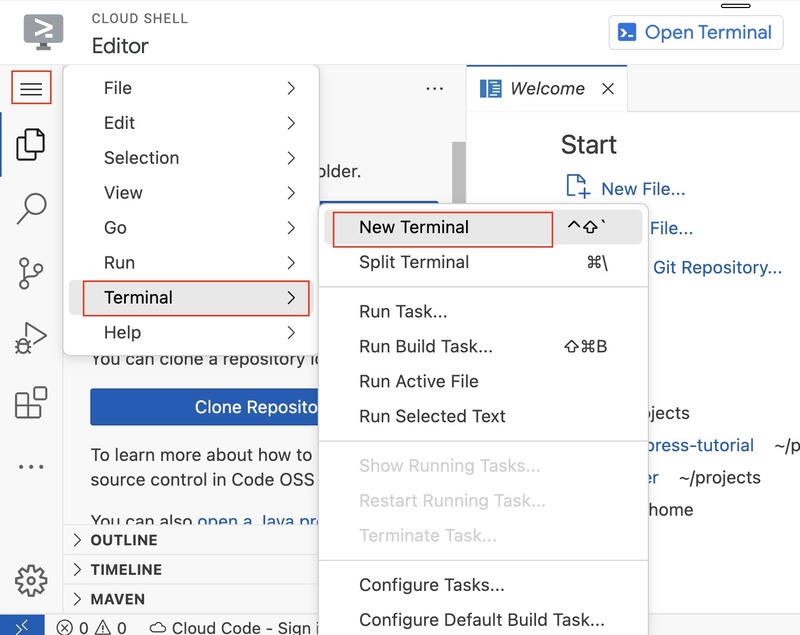 CLOUD SHELL
Editor
Open Terminal
File
Edit
Selection
View
Go
Run
Terminal
Help
older.
You can clone a repository
Clone Reposito
To learn more about how to
source control in Code OSS
You can also open a Java pr
OUTLINE
TIMELINE
MAVEN
New Terminal ^⇧`
Split Terminal ⌘\
Run Task...
Run Build Task... ⇧⌘B
Run Active File
Run Selected Text
Show Running Tasks...
Restart Running Task...
Terminate Task...
Configure Tasks...
Configure Default Build Task...
Welcome
Start
New File...
File...
Git Repository...
ojects
press-tutorial ~/p
er ~/projects
home
0 0 Cloud Code - Sign i